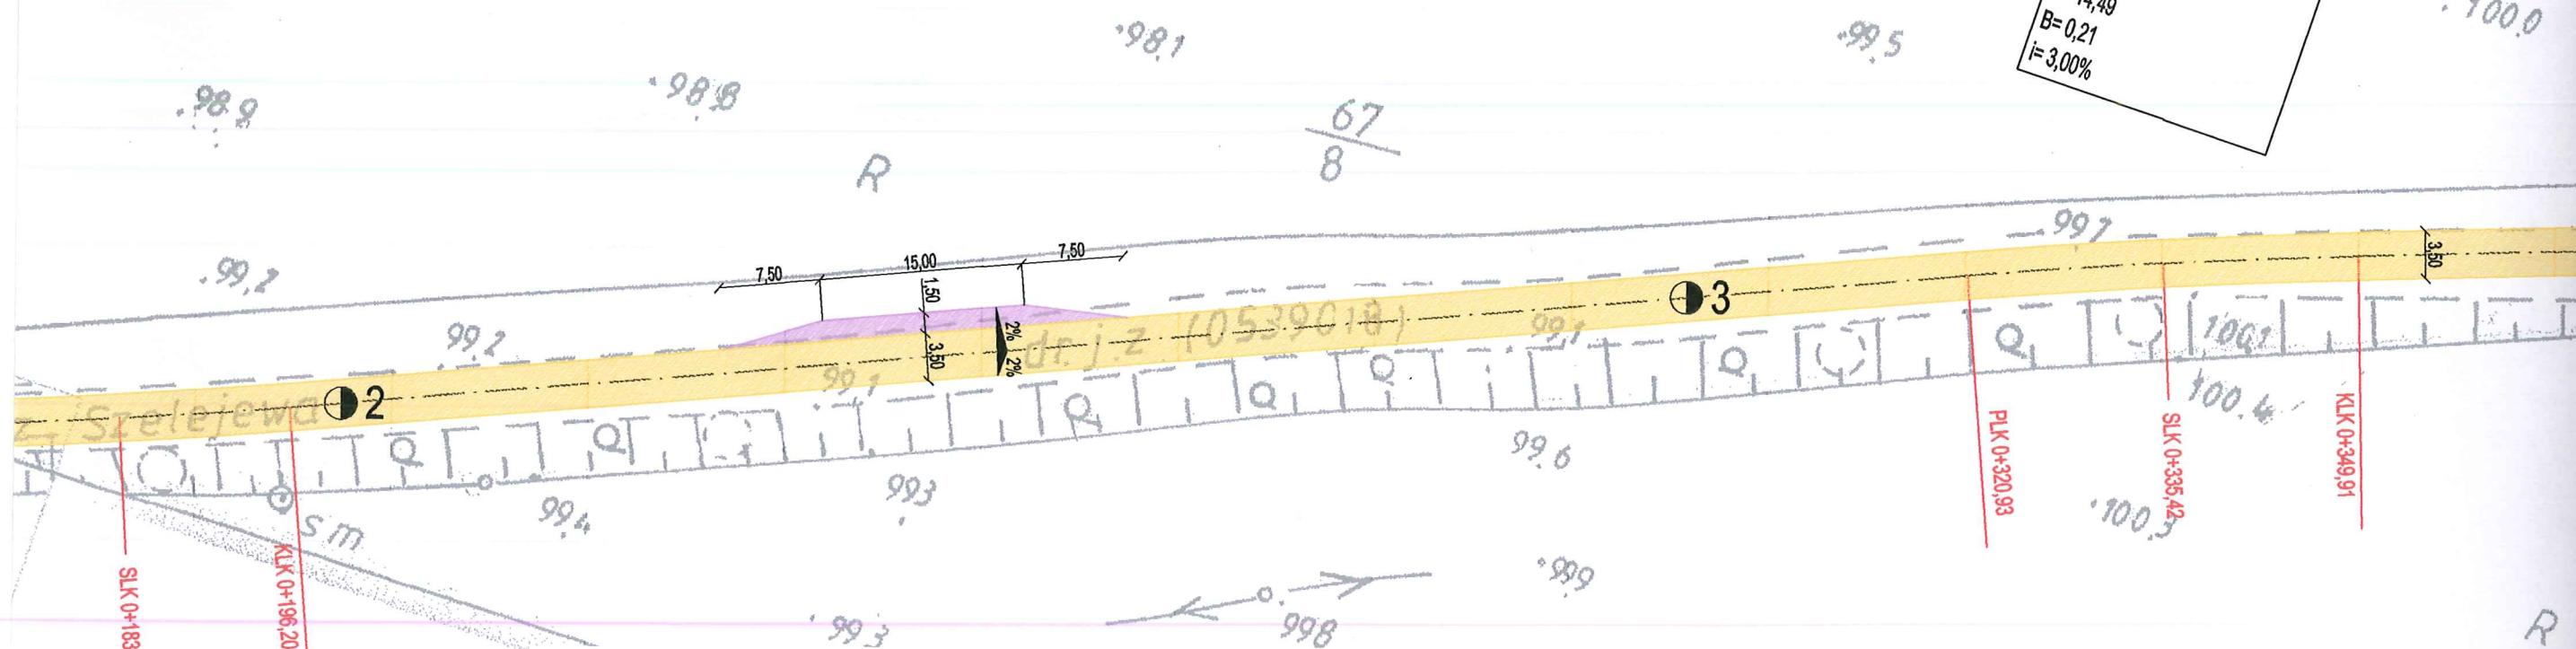 14,49
B= 0,21
i= 3,00%
100.0
98.1
99.5
98.9
98.8
67
8
R
99.7
7,50
15,00
7,50
3,50
99.2
1,50
3
99.2
2% 2%
dr. j. z (0539018)
99.1
3,50
99.1
100.1
2
z Szelejewa
100.4
99.6
PLK 0+320,93
SLK 0+335,42
KLK 0+349,91
99.3
99.4
sm
100.3
99.9
SLK 0+183
KLK 0+196,20
o.
99.3
99.8
R